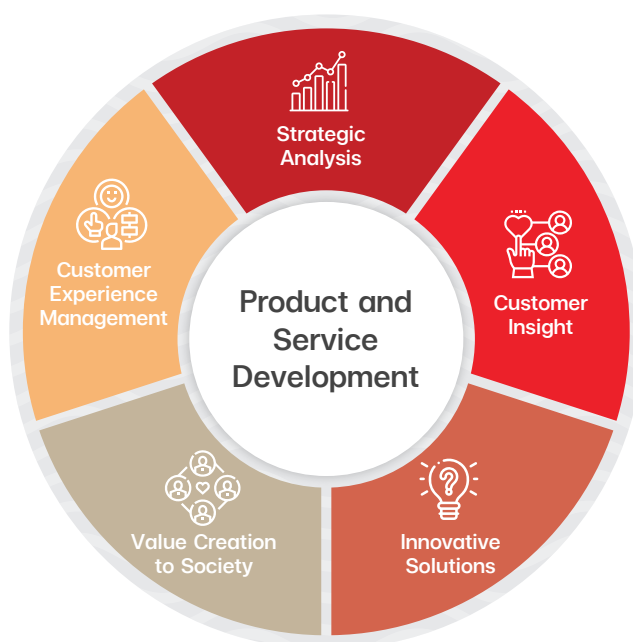 Strategic
Analysis
Customer
Insight
Innovative
Solutions
Value Creation
to Society
Customer
Experience
Management
Product and
Service
Development